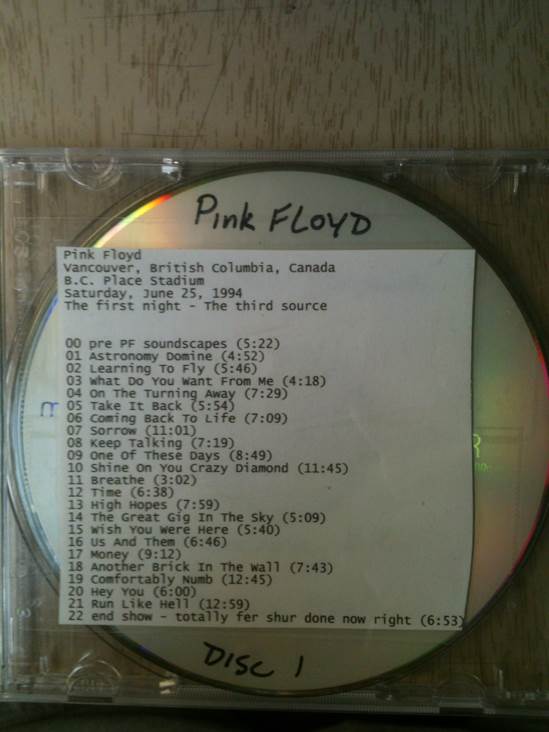 Pink FLOYD
Pink Floyd
Vancouver, British Columbia, Canada
B.C. Place Stadium
Saturday, June 25, 1994
The first night - The third source
00 pre PF soundscapes (5:22)
01 Astronomy Domine (4:52)
02 Learning To Fly (5:46)
03 What Do You Want From Me (4:18)
04 On The Turning Away (7:29)
05 Take It Back (5:54)
06 Coming Back To Life (7:09)
07 Sorrow (11:01)
08 Keep Talking (7:19)
09 One Of These Days (8:49)
10 Shine On You Crazy Diamond (11:45)
11 Breathe (3:02)
12 Time (6:38)
13 High Hopes (7:59)
14 The Great Gig In The Sky (5:09)
15 Wish You Were Here (5:40)
16 Us And Them (6:46)
17 Money (9:12)
18 Another Brick In The Wall (7:43)
19 Comfortably Numb (12:45)
20 Hey You (6:00)
21 Run Like Hell (12:59)
22 end show - totally fer shur done now right (6:53)
DISC 1